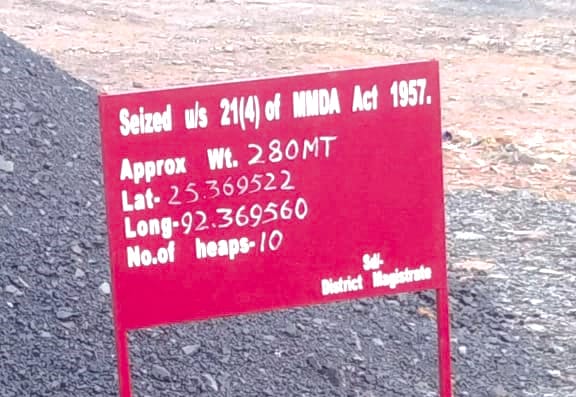 Seized u/s 21(4) of MMDA Act 1957.
Approx Wt. 280MT
Lat- 25.369522
Long-92.369560
No.of heaps-10
Sd/-
District Magistrate